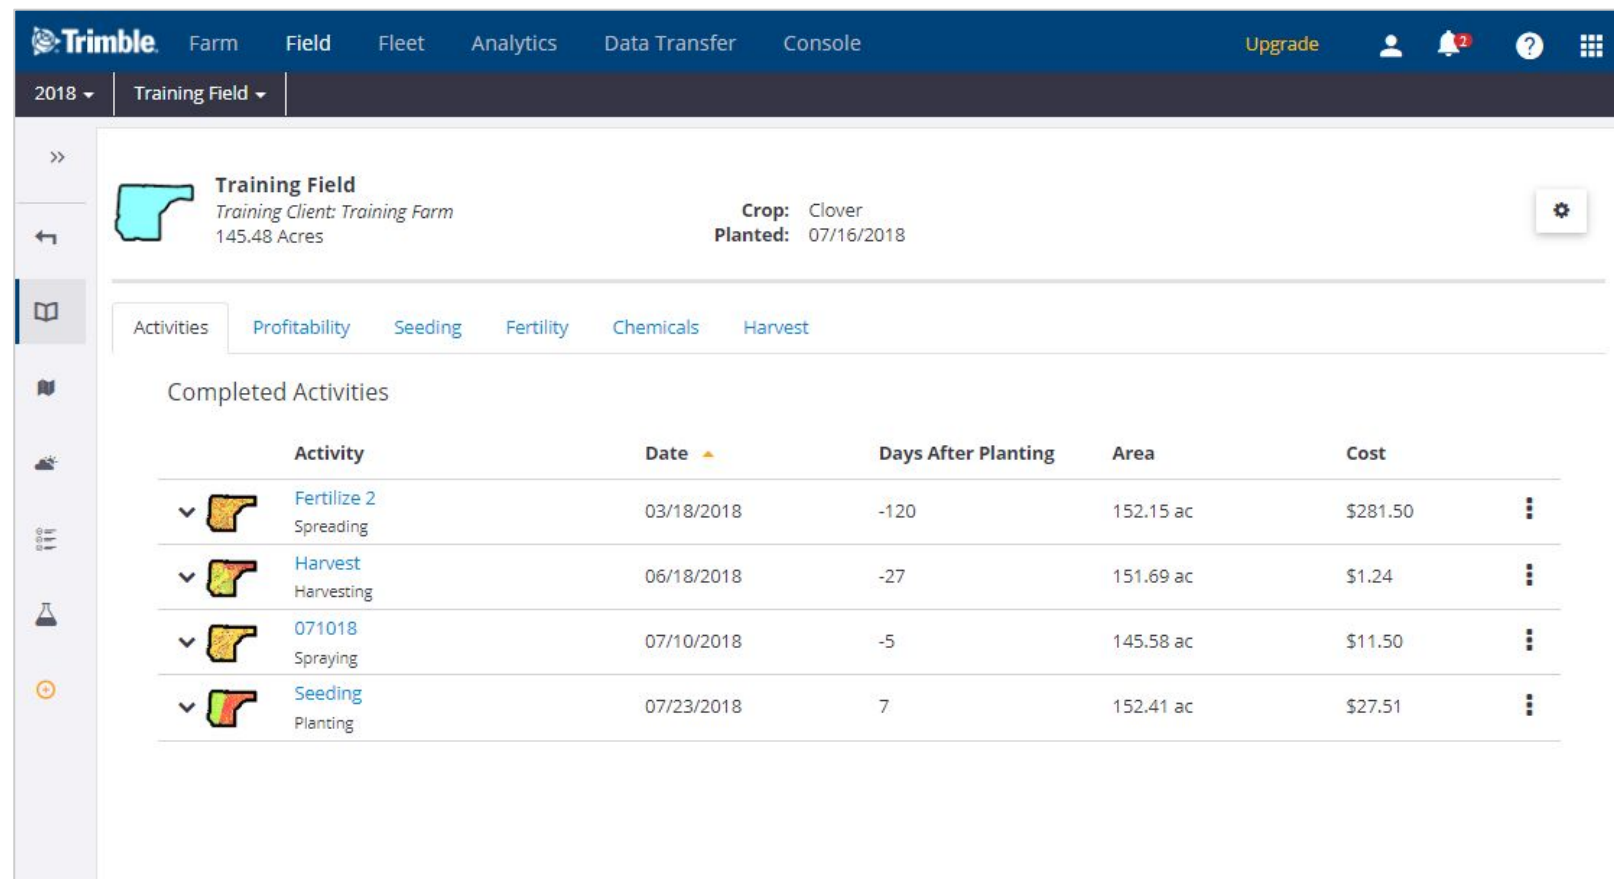 Trimble. Farm Field Fleet Analytics Data Transfer Console Upgrade 2 ?
2018 Training Field
Training Field
Training Client: Training Farm
145.48 Acres
Crop: Clover
Planted: 07/16/2018
Activities Profitability Seeding Fertility Chemicals Harvest
Completed Activities
Activity Date Days After Planting Area Cost
Fertilize 2
Spreading
03/18/2018 -120 152.15 ac $281.50
Harvest
Harvesting
06/18/2018 -27 151.69 ac $1.24
071018
Spraying
07/10/2018 -5 145.58 ac $11.50
Seeding
Planting
07/23/2018 7 152.41 ac $27.51